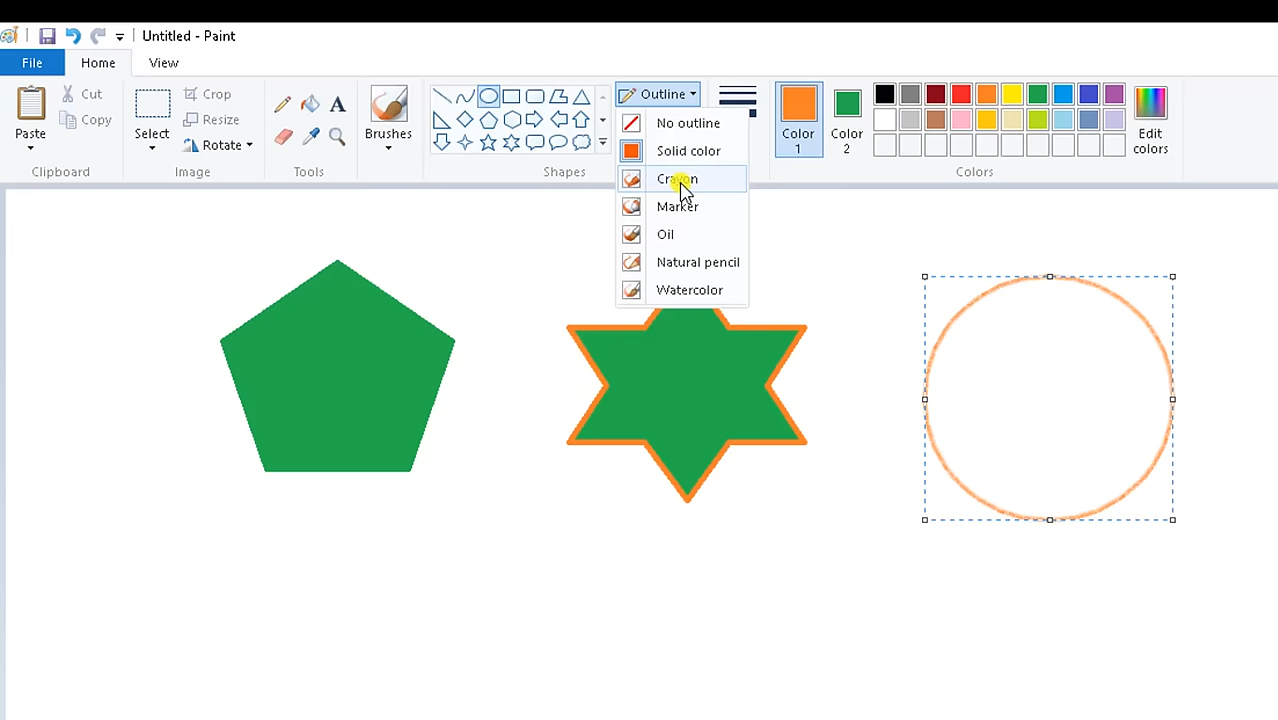 Untitled - Paint
File
Home
View
Paste
Cut
Copy
Clipboard
Select
Crop
Resize
Rotate
Image
A
Tools
Brushes
Shapes
Outline
No outline
Solid color
Crayon
Marker
Oil
Natural pencil
Watercolor
Color
1
Color
2
Edit
colors
Colors